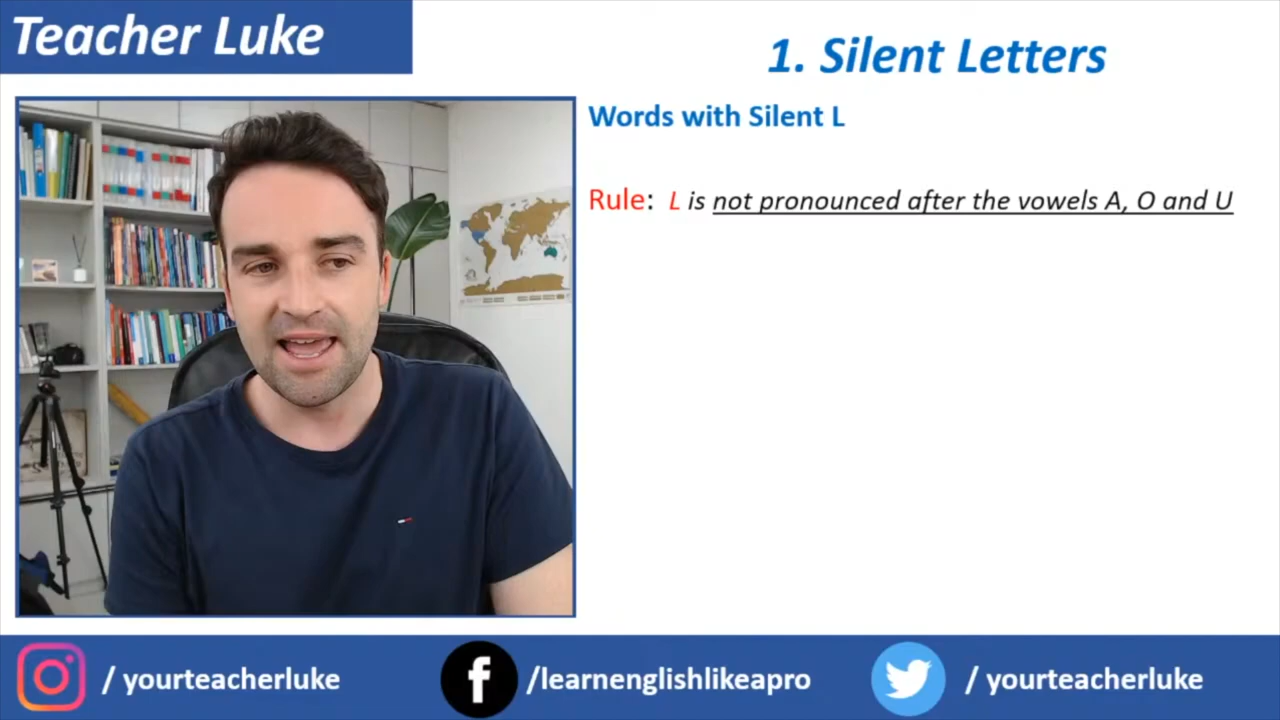 Teacher Luke
1. Silent Letters
Words with Silent L
Rule: L is not pronounced after the vowels A, O and U
/ yourteacherluke
/learnenglishlikeapro
/ yourteacherluke